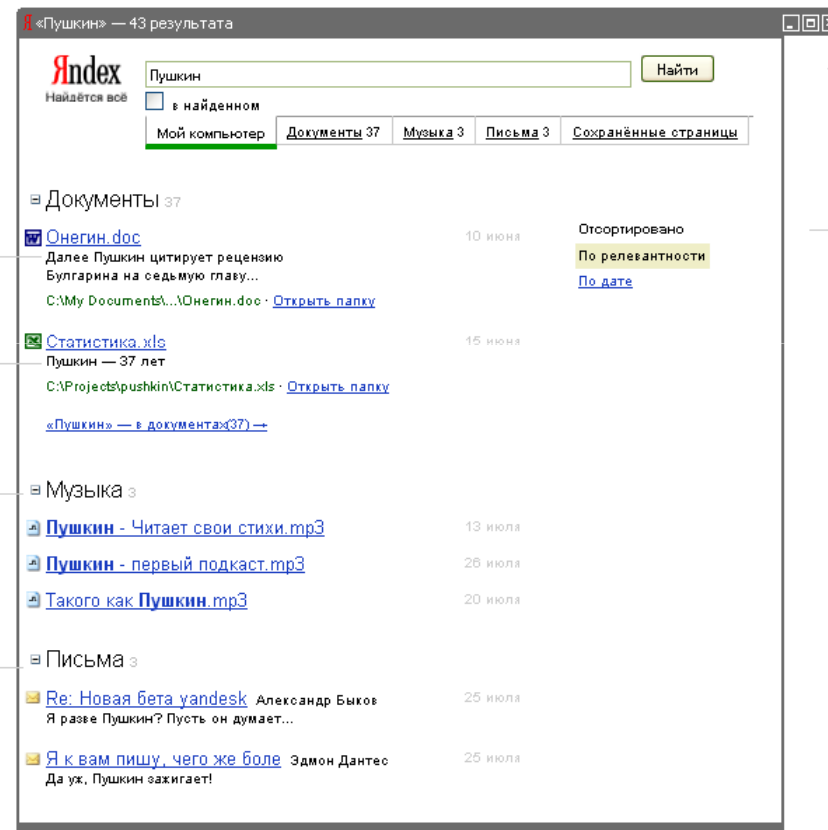 Я «Пушкин» — 43 результата
Яndex
Найдётся всё
Пушкин
Найти
в найденном
Мой компьютер Документы 37 Музыка 3 Письма 3 Сохранённые страницы
Документы 37
Онегин.doc 10 июня
Далее Пушкин цитирует рецензию
Булгарина на седьмую главу...
C:\My Documents\...\Онегин.doc · Открыть папку
Отсортировано
По релевантности
По дате
Статистика.xls 15 июня
Пушкин — 37 лет
C:\Projects\pushkin\Статистика.xls · Открыть папку
«Пушкин» — в документах(37) →
Музыка 3
Пушкин - Читает свои стихи.mp3 13 июля
Пушкин - первый подкаст.mp3 26 июля
Такого как Пушкин.mp3 20 июля
Письма 3
Re: Новая бета yandesk Александр Быков 25 июля
Я разве Пушкин? Пусть он думает...
Я к вам пишу, чего же боле Эдмон Дантес 25 июля
Да уж, Пушкин зажигает!